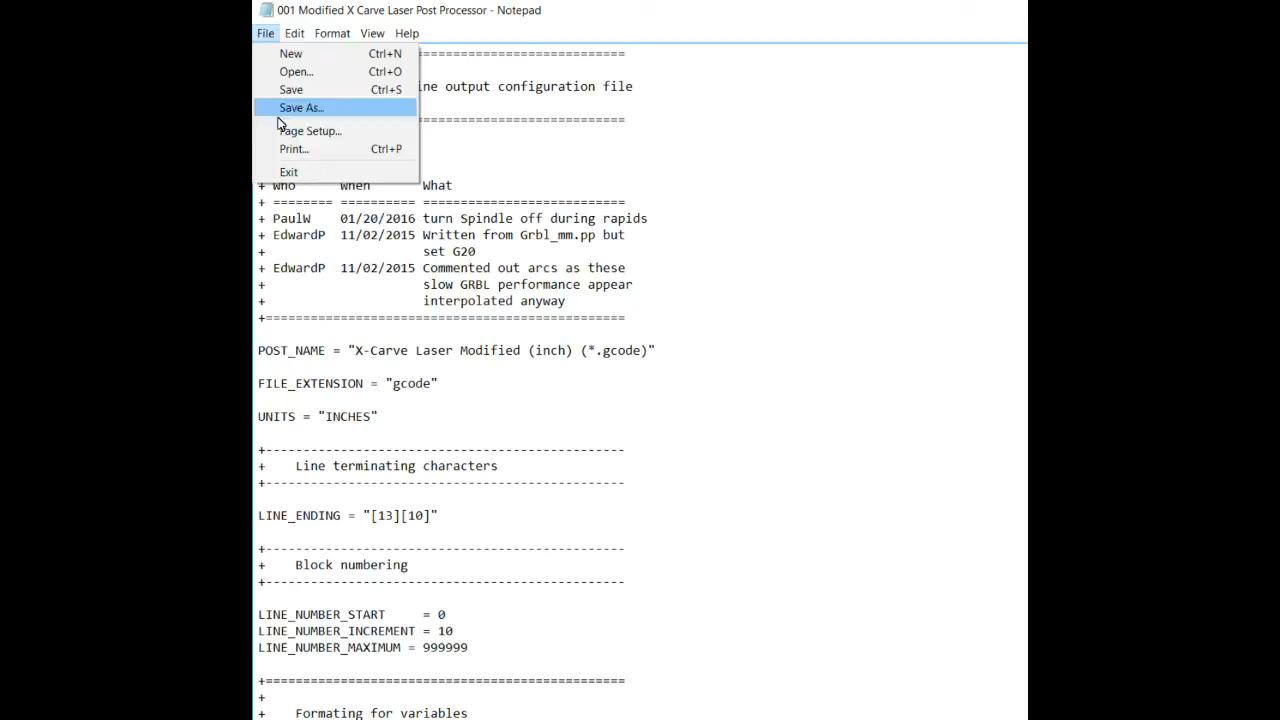 001 Modified X Carve Laser Post Processor - Notepad
File Edit Format View Help
New Ctrl+N
Open... Ctrl+O
Save Ctrl+S
Save As...
Page Setup...
Print... Ctrl+P
Exit
================================
ne output configuration file
================================
+ Who When What
+ ======== ========== ===========================
+ PaulW 01/20/2016 turn Spindle off during rapids
+ EdwardP 11/02/2015 Written from Grbl_mm.pp but
+ set G20
+ EdwardP 11/02/2015 Commented out arcs as these
+ slow GRBL performance appear
+ interpolated anyway
+================================================
POST_NAME = "X-Carve Laser Modified (inch) (*.gcode)"
FILE_EXTENSION = "gcode"
UNITS = "INCHES"
+------------------------------------------------
+ Line terminating characters
+------------------------------------------------
LINE_ENDING = "[13][10]"
+------------------------------------------------
+ Block numbering
+------------------------------------------------
LINE_NUMBER_START = 0
LINE_NUMBER_INCREMENT = 10
LINE_NUMBER_MAXIMUM = 999999
+================================================
+
+ Formating for variables